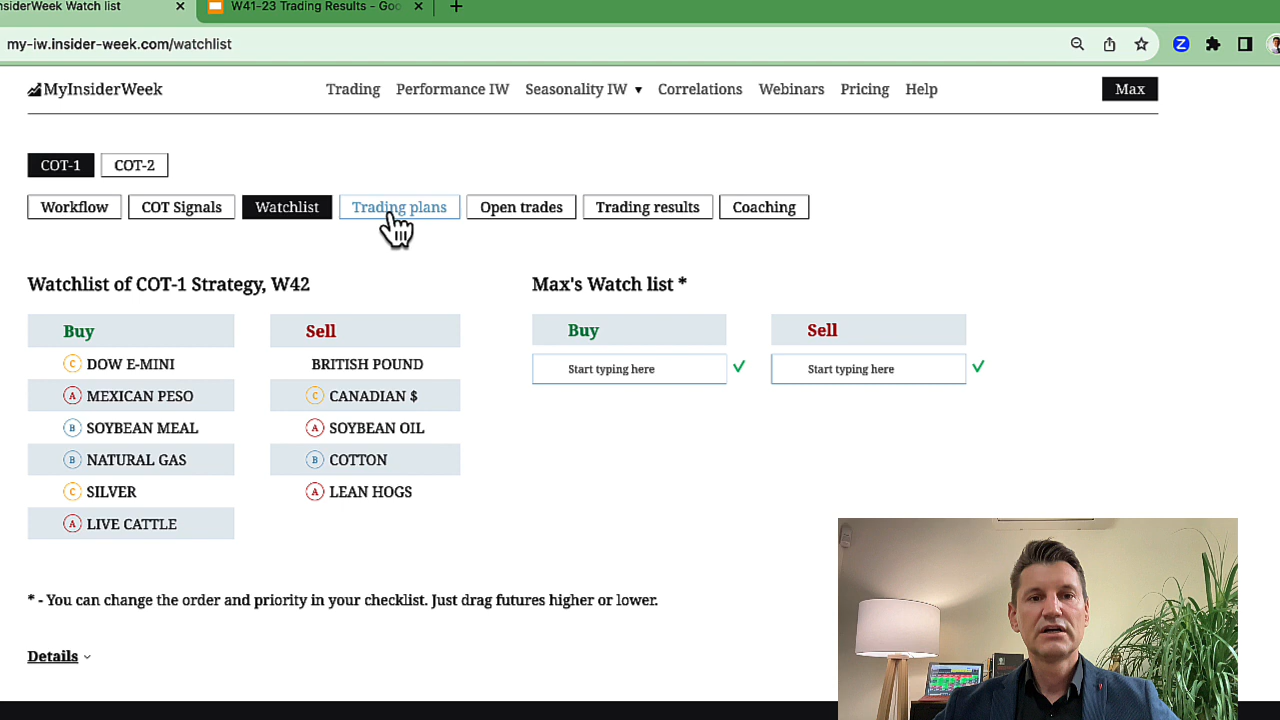 nsiderWeek Watch list
W41-23 Trading Results - Goo
my-iw.insider-week.com/watchlist
MyInsiderWeek
Trading Performance IW Seasonality IW ▼ Correlations Webinars Pricing Help
Max
COT-1 COT-2
Workflow COT Signals Watchlist Trading plans Open trades Trading results Coaching
Watchlist of COT-1 Strategy, W42
Buy Sell
C DOW E-MINI BRITISH POUND
A MEXICAN PESO C CANADIAN $
B SOYBEAN MEAL A SOYBEAN OIL
B NATURAL GAS B COTTON
C SILVER A LEAN HOGS
A LIVE CATTLE
Max's Watch list *
Buy Sell
Start typing here Start typing here
* - You can change the order and priority in your checklist. Just drag futures higher or lower.
Details